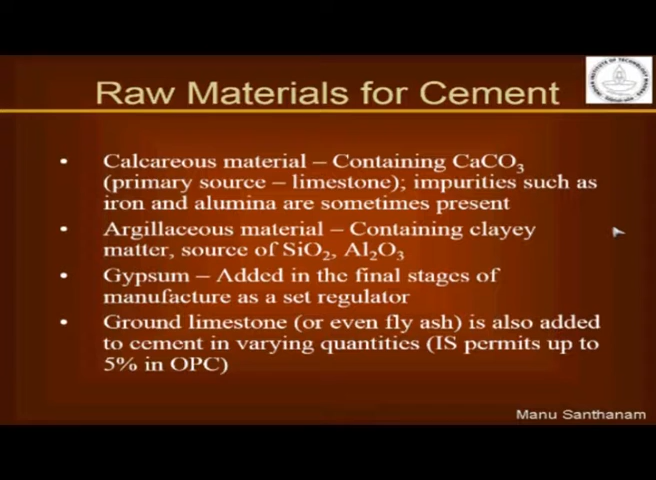 Raw Materials for Cement
• Calcareous material – Containing CaCO₃
(primary source – limestone); impurities such as
iron and alumina are sometimes present
• Argillaceous material – Containing clayey
matter, source of SiO₂, Al₂O₃
• Gypsum – Added in the final stages of
manufacture as a set regulator
• Ground limestone (or even fly ash) is also added
to cement in varying quantities (IS permits up to
5% in OPC)
Manu Santhanam